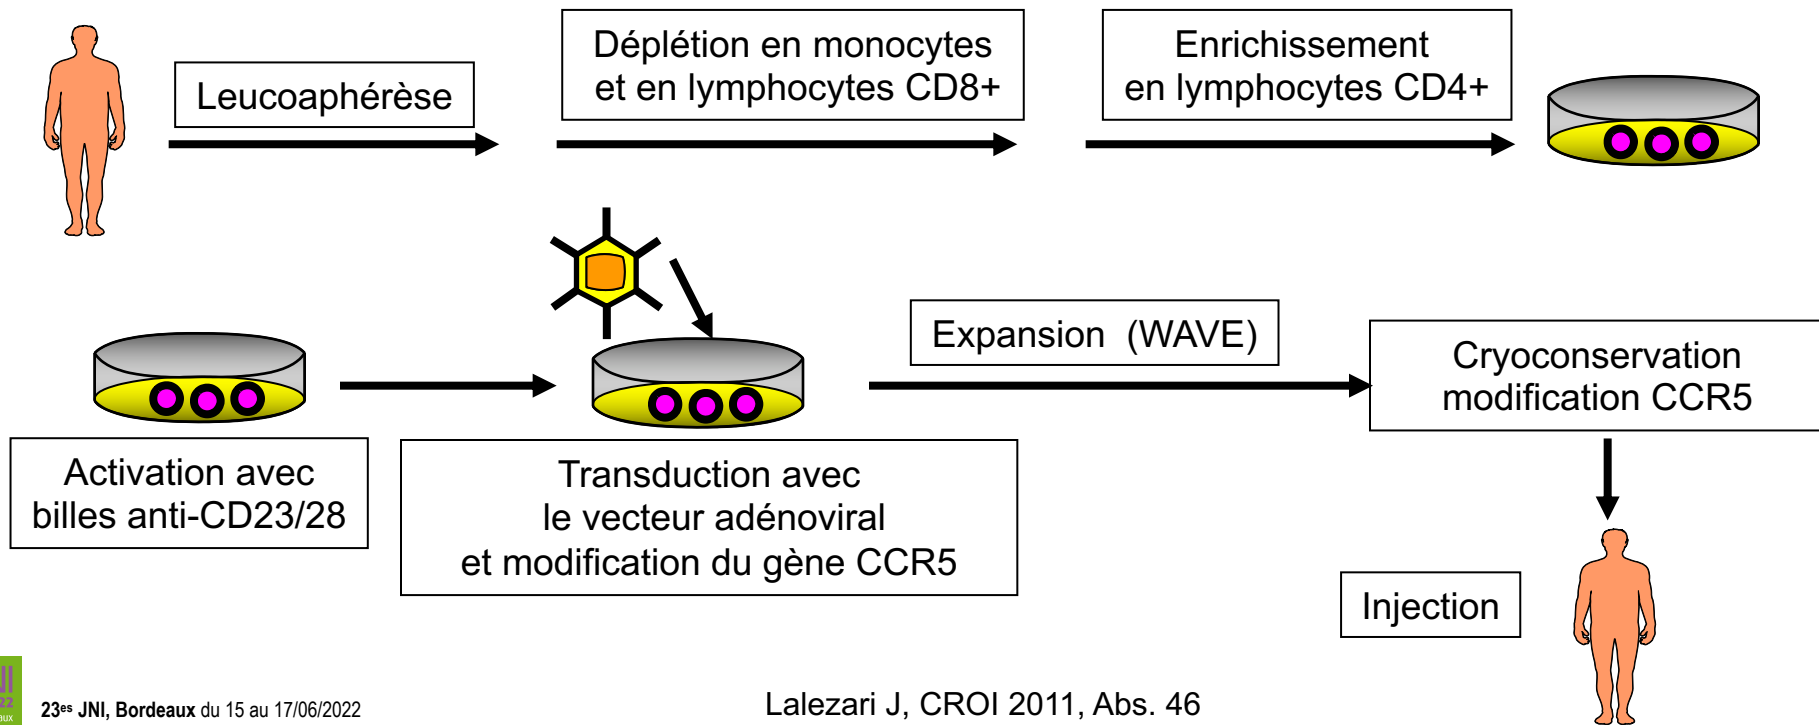 Leucoaphérèse
Déplétion en monocytes
et en lymphocytes CD8+
Enrichissement
en lymphocytes CD4+
Expansion (WAVE)
Cryoconservation
modification CCR5
Activation avec
billes anti-CD23/28
Transduction avec
le vecteur adénoviral
et modification du gène CCR5
Injection
23es JNI, Bordeaux du 15 au 17/06/2022
Lalezari J, CROI 2011, Abs. 46